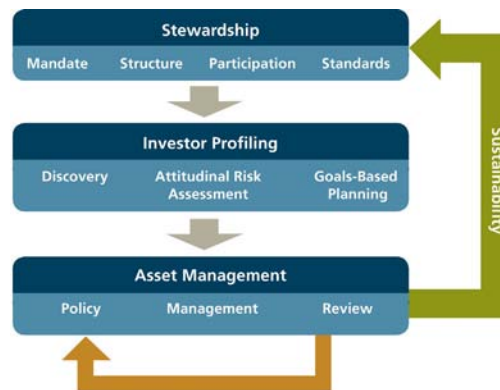 Stewardship
Mandate Structure Participation Standards
Investor Profiling
Discovery Attitudinal Risk Goals-Based
Assessment Planning
Asset Management
Policy Management Review
Sustainability